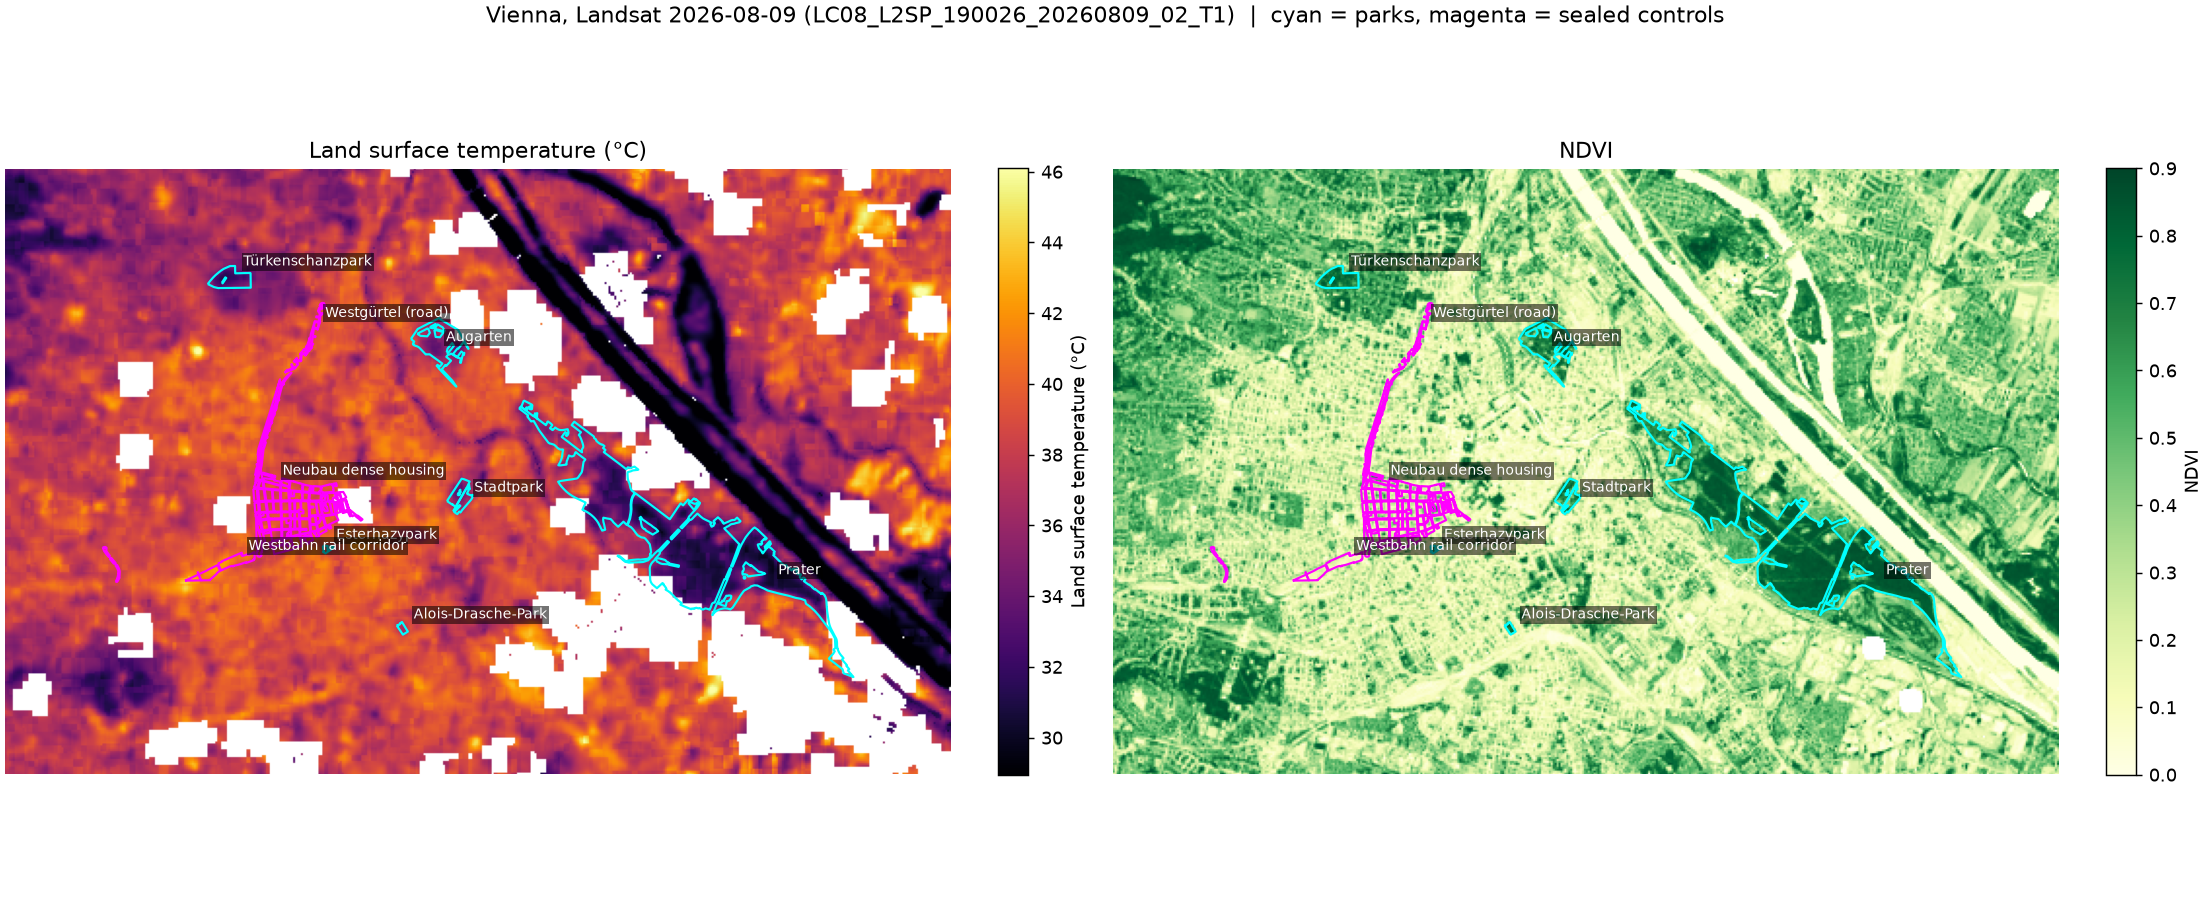 Vienna, Landsat 2026-08-09 (LC08_L2SP_190026_20260809_02_T1)  |  cyan = parks, magenta = sealed controls
Land surface temperature (°C)
Türkenschanzpark
Westgürtel (road)
Augarten
Neubau dense housing
Stadtpark
Esterhazypark
Westbahn rail corridor
Prater
Alois-Drasche-Park
46
44
42
40
38
36
34
32
30
Land surface temperature (°C)
NDVI
Türkenschanzpark
Westgürtel (road)
Augarten
Neubau dense housing
Stadtpark
Esterhazypark
Westbahn rail corridor
Prater
Alois-Drasche-Park
0.9
0.8
0.7
0.6
0.5
0.4
0.3
0.2
0.1
0.0
NDVI